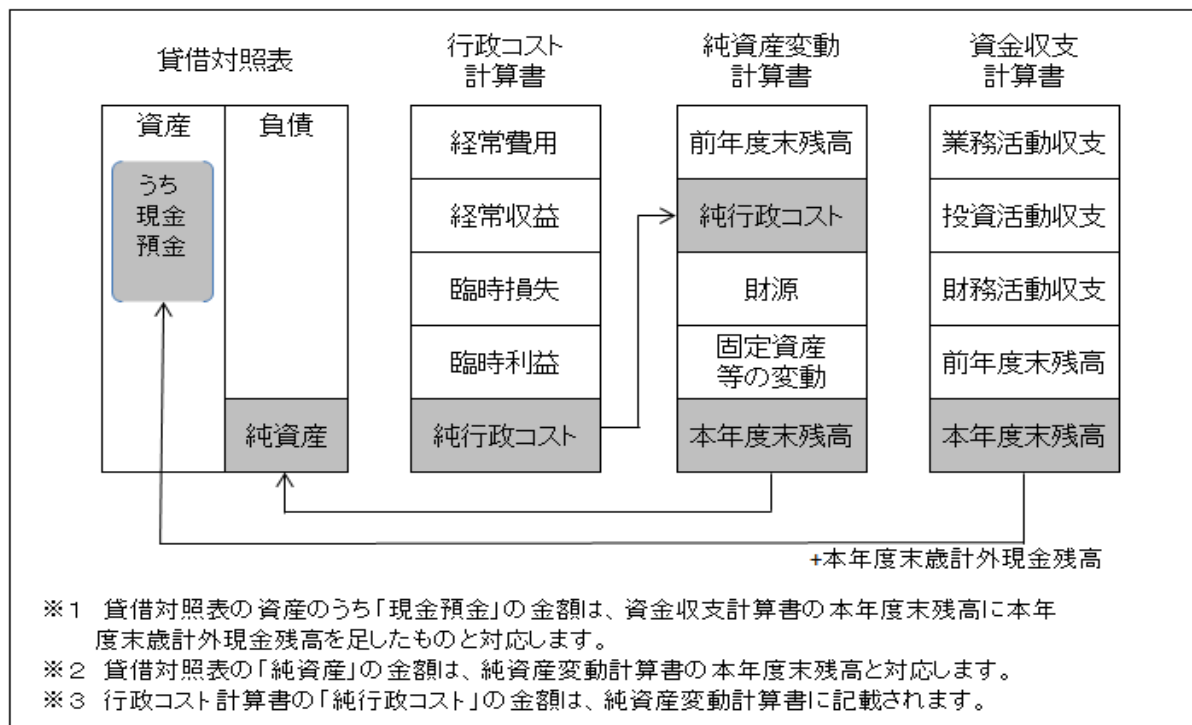 貸借対照表
行政コスト
計算書
純資産変動
計算書
資金収支
計算書
資産
うち
現金
預金
負債
純資産
経常費用
経常収益
臨時損失
臨時利益
純行政コスト
前年度末残高
純行政コスト
財源
固定資産
等の変動
本年度末残高
業務活動収支
投資活動収支
財務活動収支
前年度末残高
本年度末残高
+本年度末歳計外現金残高
※1 貸借対照表の資産のうち「現金預金」の金額は、資金収支計算書の本年度末残高に本年
度末歳計外現金残高を足したものと対応します。
※2 貸借対照表の「純資産」の金額は、純資産変動計算書の本年度末残高と対応します。
※3 行政コスト計算書の「純行政コスト」の金額は、純資産変動計算書に記載されます。